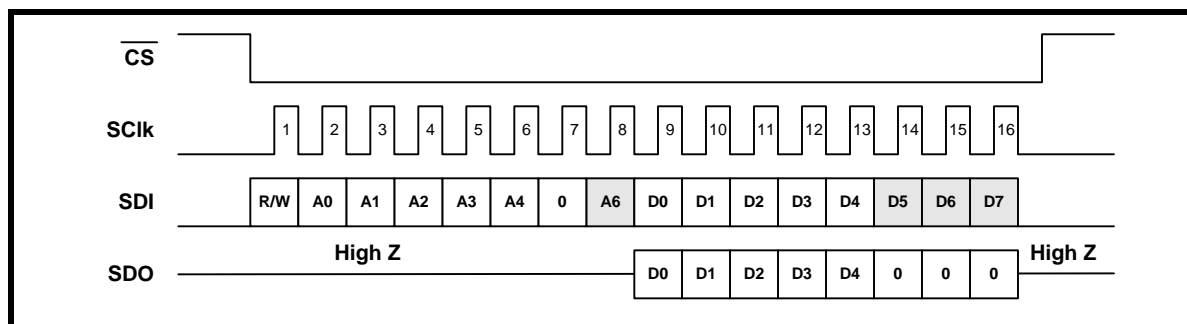 CS
SClk 1 2 3 4 5 6 7 8 9 10 11 12 13 14 15 16
SDI R/W A0 A1 A2 A3 A4 0 A6 D0 D1 D2 D3 D4 D5 D6 D7
High Z High Z
SDO D0 D1 D2 D3 D4 0 0 0